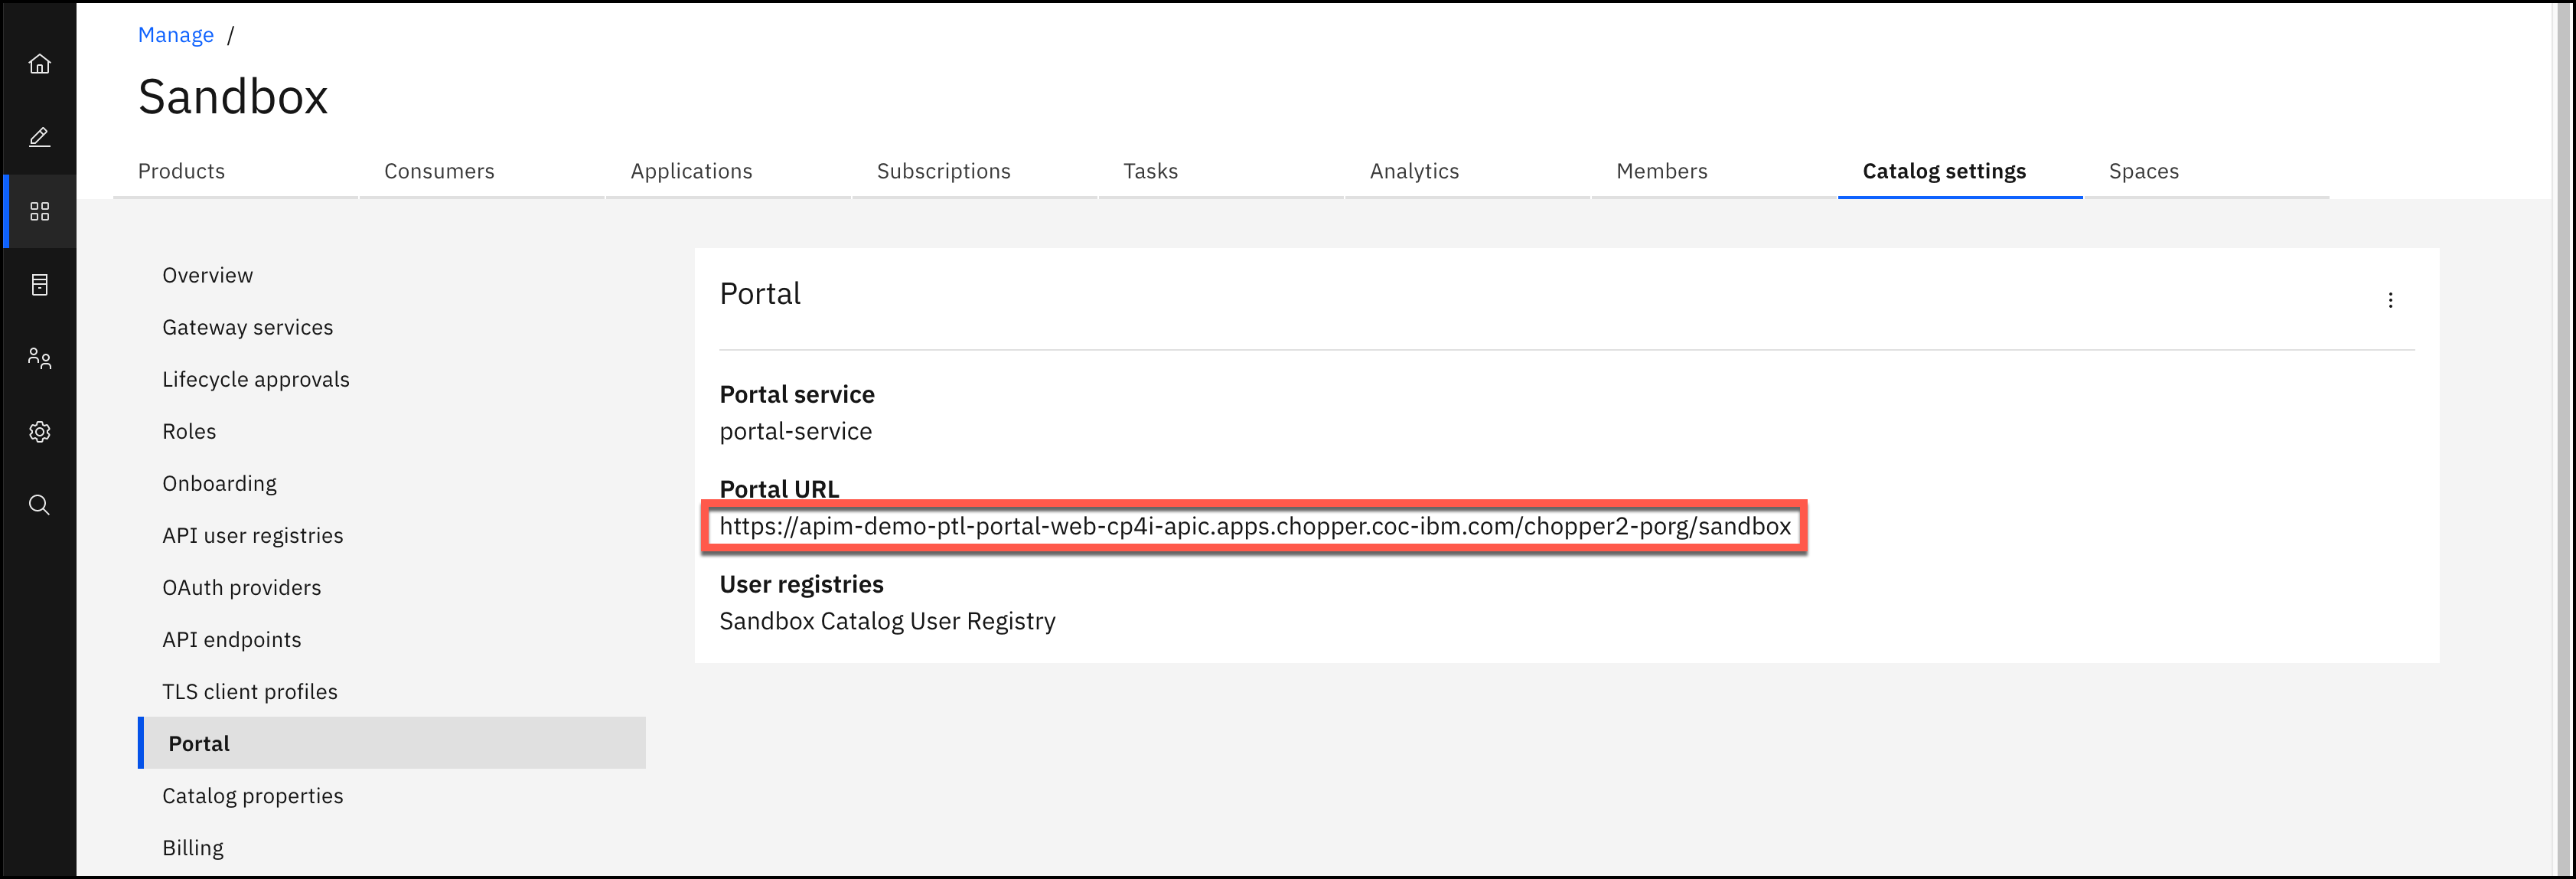 Manage /
Sandbox
Products Consumers Applications Subscriptions Tasks Analytics Members Catalog settings Spaces
Overview
Gateway services
Lifecycle approvals
Roles
Onboarding
API user registries
OAuth providers
API endpoints
TLS client profiles
Portal
Catalog properties
Billing
Portal
Portal service
portal-service
Portal URL
https://apim-demo-ptl-portal-web-cp4i-apic.apps.chopper.coc-ibm.com/chopper2-porg/sandbox
User registries
Sandbox Catalog User Registry